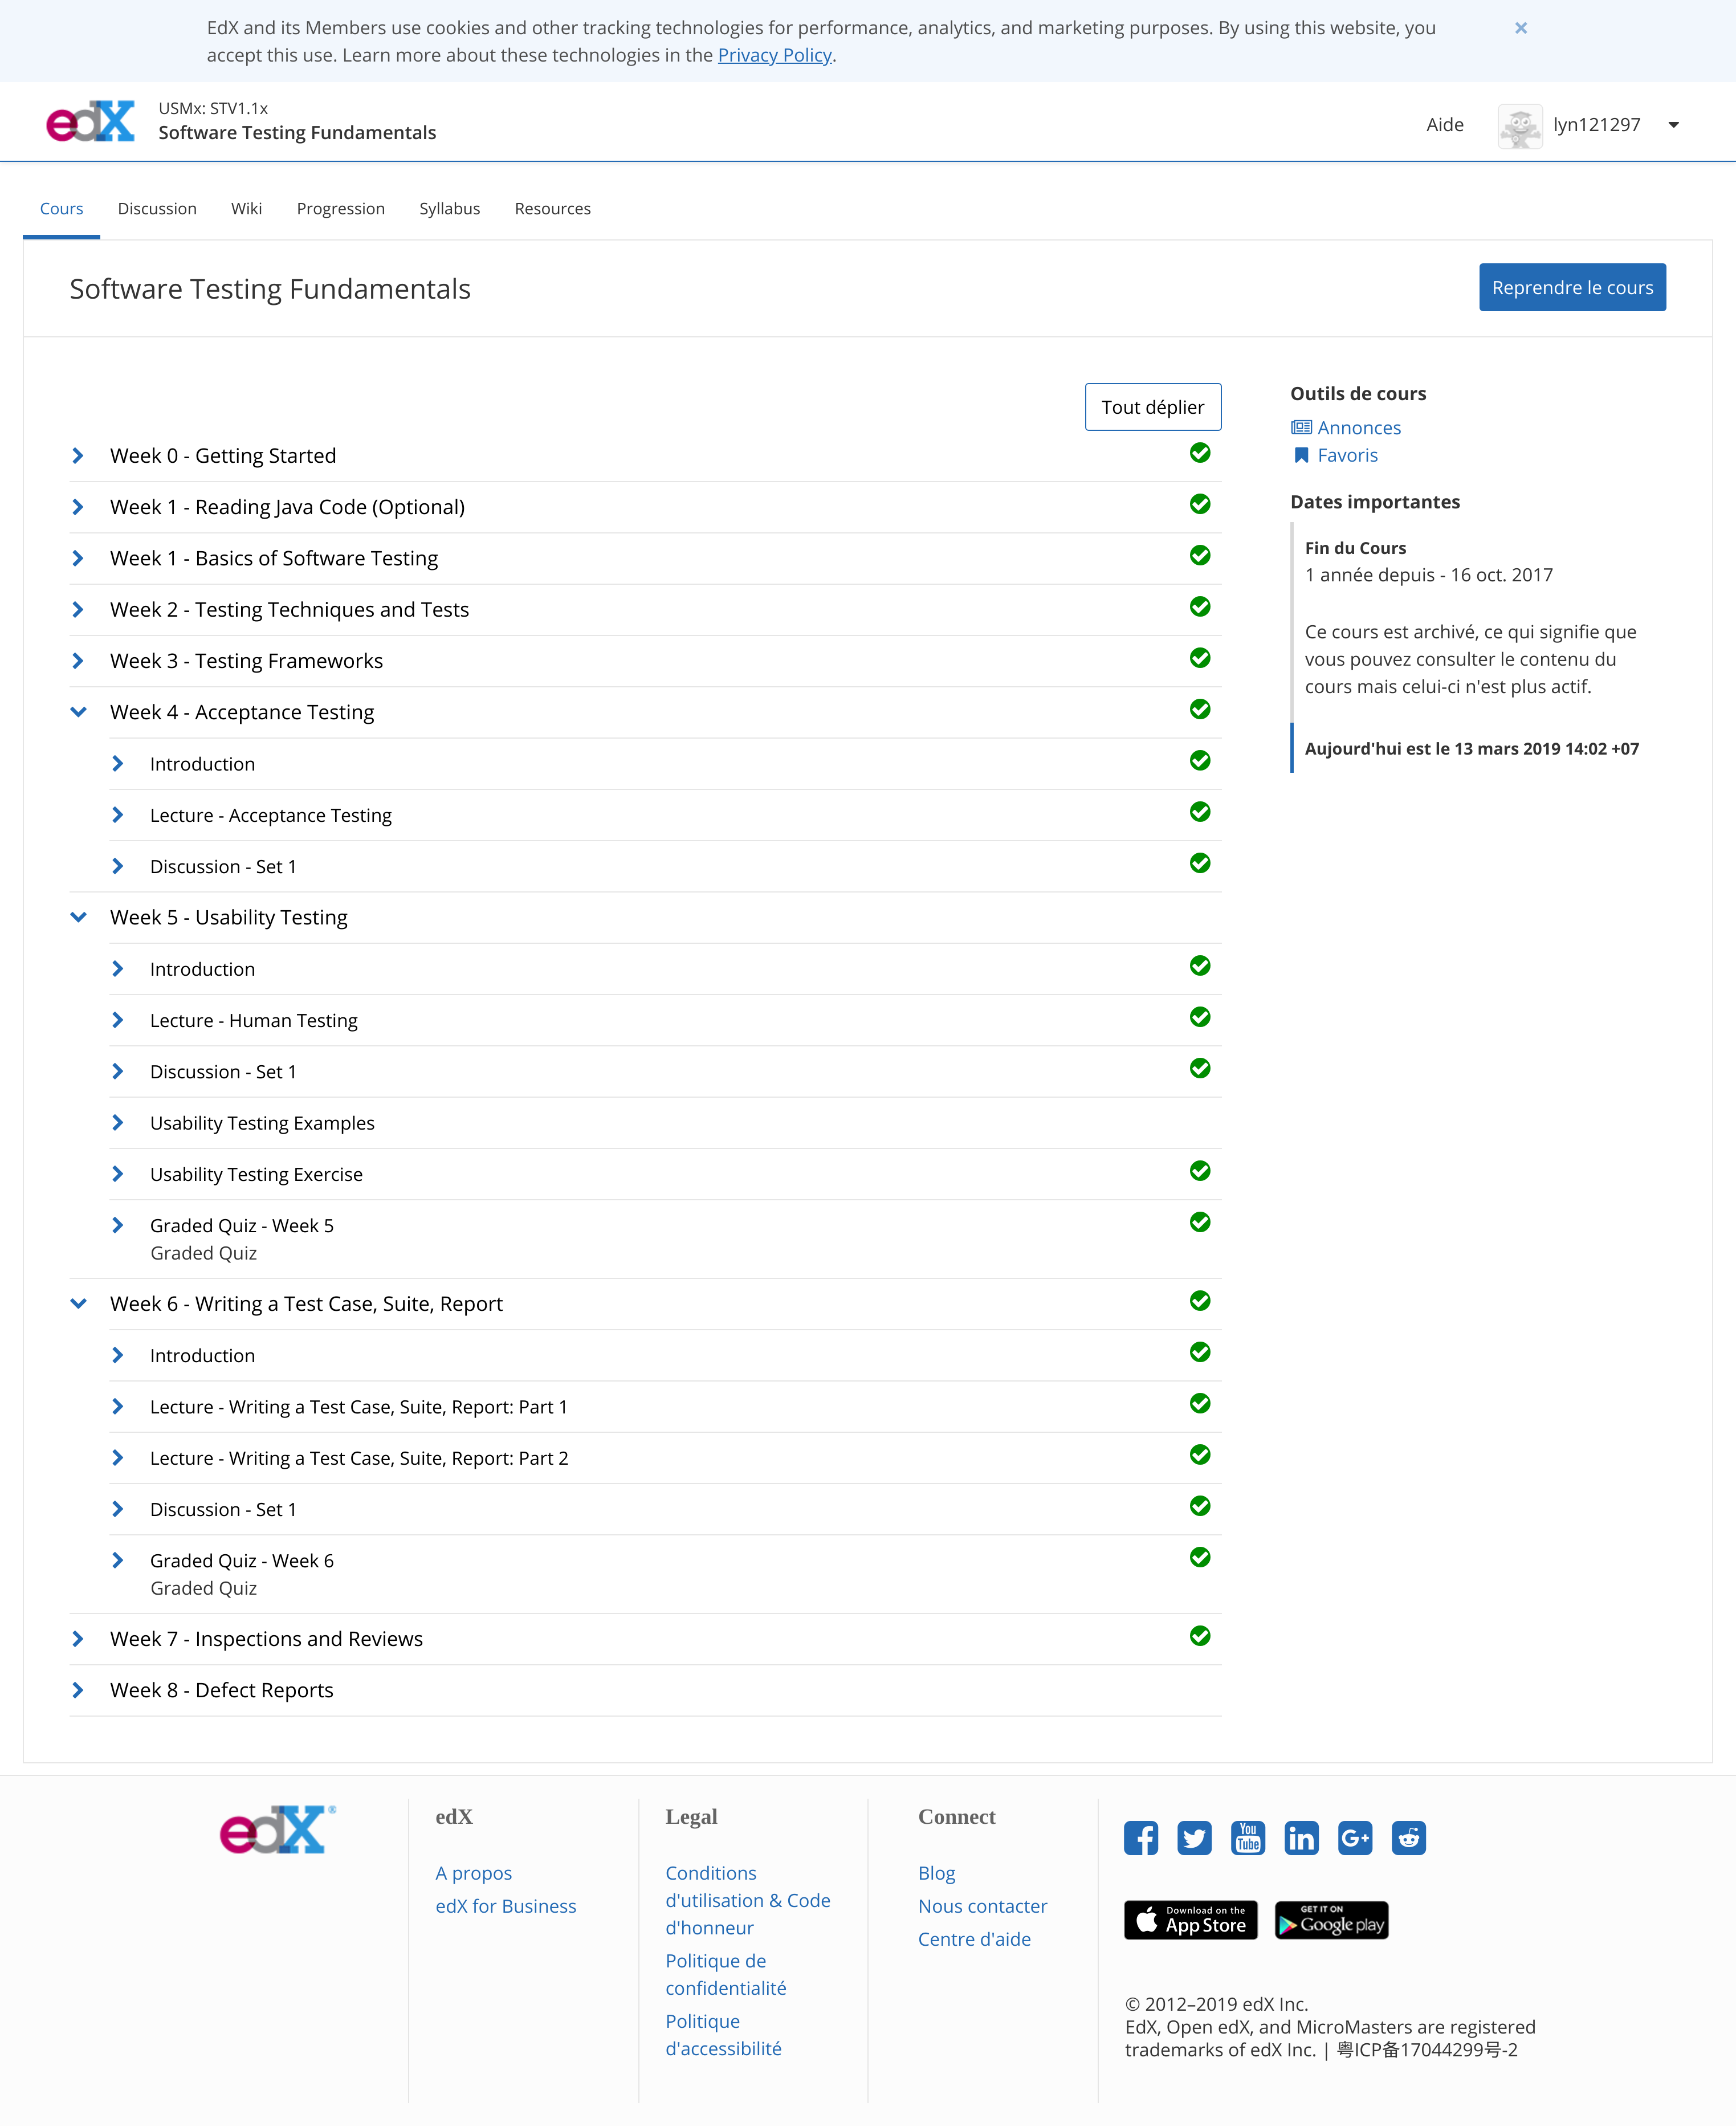 EdX and its Members use cookies and other tracking technologies for performance, analytics, and marketing purposes. By using this website, you
accept this use. Learn more about these technologies in the Privacy Policy.
edX
USMx: STV1.1x
Software Testing Fundamentals
Aide
lyn121297
Cours
Discussion
Wiki
Progression
Syllabus
Resources
Software Testing Fundamentals
Reprendre le cours
Tout déplier
Week 0 - Getting Started
Week 1 - Reading Java Code (Optional)
Week 1 - Basics of Software Testing
Week 2 - Testing Techniques and Tests
Week 3 - Testing Frameworks
Week 4 - Acceptance Testing
Introduction
Lecture - Acceptance Testing
Discussion - Set 1
Week 5 - Usability Testing
Introduction
Lecture - Human Testing
Discussion - Set 1
Usability Testing Examples
Usability Testing Exercise
Graded Quiz - Week 5
Graded Quiz
Week 6 - Writing a Test Case, Suite, Report
Introduction
Lecture - Writing a Test Case, Suite, Report: Part 1
Lecture - Writing a Test Case, Suite, Report: Part 2
Discussion - Set 1
Graded Quiz - Week 6
Graded Quiz
Week 7 - Inspections and Reviews
Week 8 - Defect Reports
Outils de cours
Annonces
Favoris
Dates importantes
Fin du Cours
1 année depuis - 16 oct. 2017
Ce cours est archivé, ce qui signifie que
vous pouvez consulter le contenu du
cours mais celui-ci n'est plus actif.
Aujourd'hui est le 13 mars 2019 14:02 +07
edX®
edX
A propos
edX for Business
Legal
Conditions
d'utilisation & Code
d'honneur
Politique de
confidentialité
Politique
d'accessibilité
Connect
Blog
Nous contacter
Centre d'aide
You
Tube
in
G+
Download on the
App Store
GET IT ON
Google play
© 2012–2019 edX Inc.
EdX, Open edX, and MicroMasters are registered
trademarks of edX Inc. | 粤ICP备17044299号-2